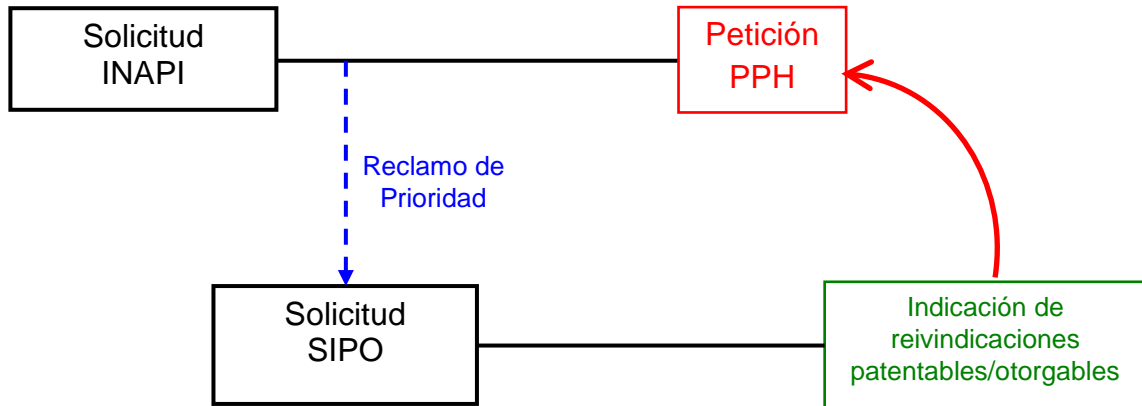 Solicitud
INAPI
Petición
PPH
Reclamo de
Prioridad
Solicitud
SIPO
Indicación de
reivindicaciones
patentables/otorgables